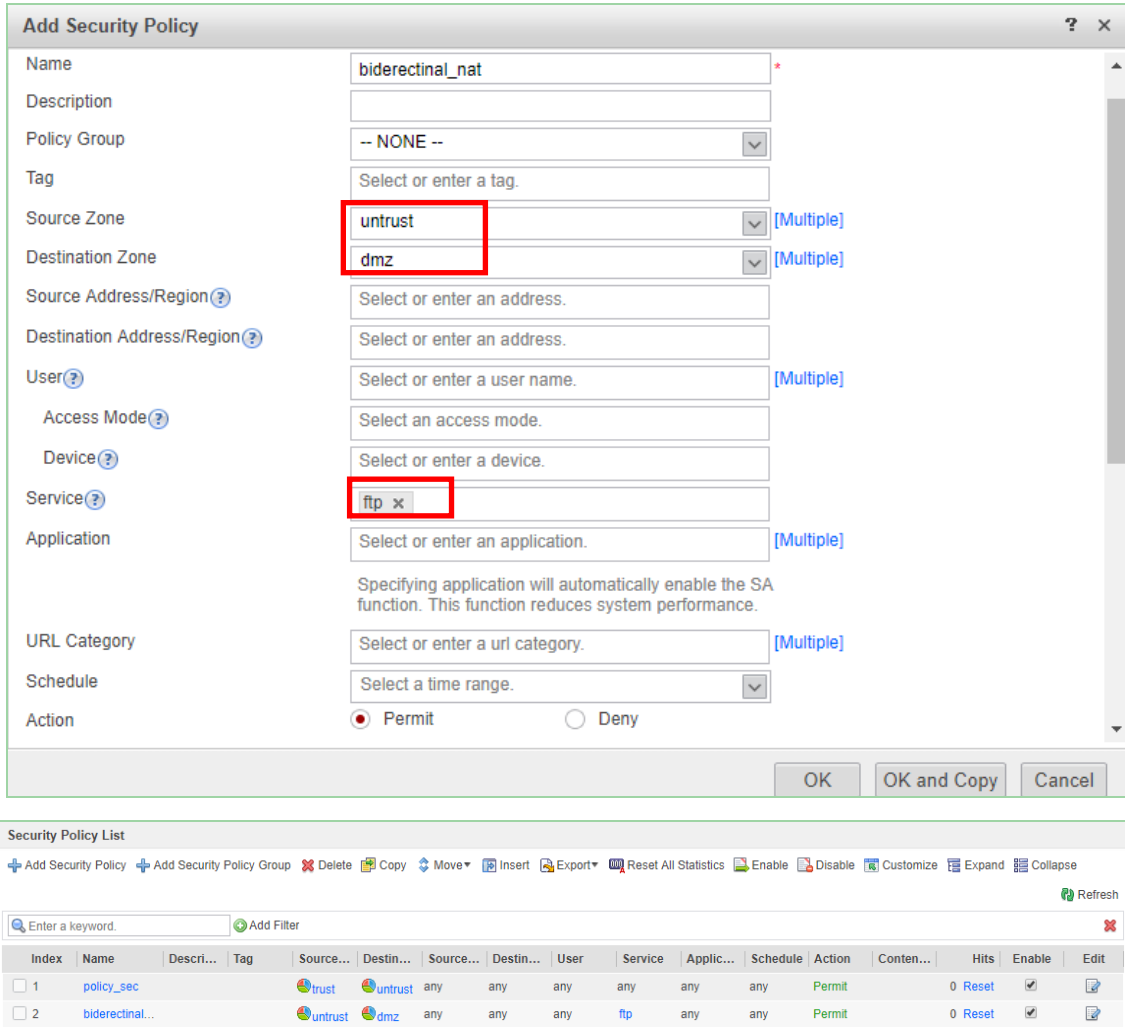 Add Security Policy ? ×
Name biderectinal_nat *
Description
Policy Group -- NONE --
Tag Select or enter a tag.
Source Zone untrust [Multiple]
Destination Zone dmz [Multiple]
Source Address/Region ? Select or enter an address.
Destination Address/Region ? Select or enter an address.
User ? Select or enter a user name. [Multiple]
Access Mode ? Select an access mode.
Device ? Select or enter a device.
Service ? ftp ×
Application Select or enter an application. [Multiple]
Specifying application will automatically enable the SA
function. This function reduces system performance.
URL Category Select or enter a url category. [Multiple]
Schedule Select a time range.
Action Permit Deny
OK OK and Copy Cancel
Security Policy List
Add Security Policy Add Security Policy Group Delete Copy Move Insert Export Reset All Statistics Enable Disable Customize Expand Collapse
Refresh
Enter a keyword. Add Filter
Index Name Descri... Tag Source... Destin... Source... Destin... User Service Applic... Schedule Action Conten... Hits Enable Edit
1 policy_sec trust untrust any any any any any any Permit 0 Reset
2 biderectinal... untrust dmz any any any ftp any any Permit 0 Reset